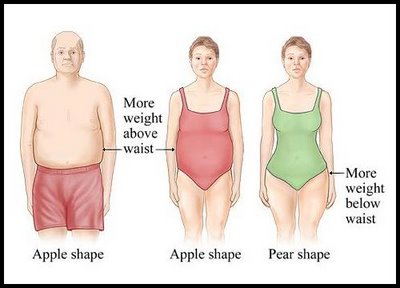 More
weight
above
waist
More
weight
below
waist
Apple shape
Apple shape
Pear shape